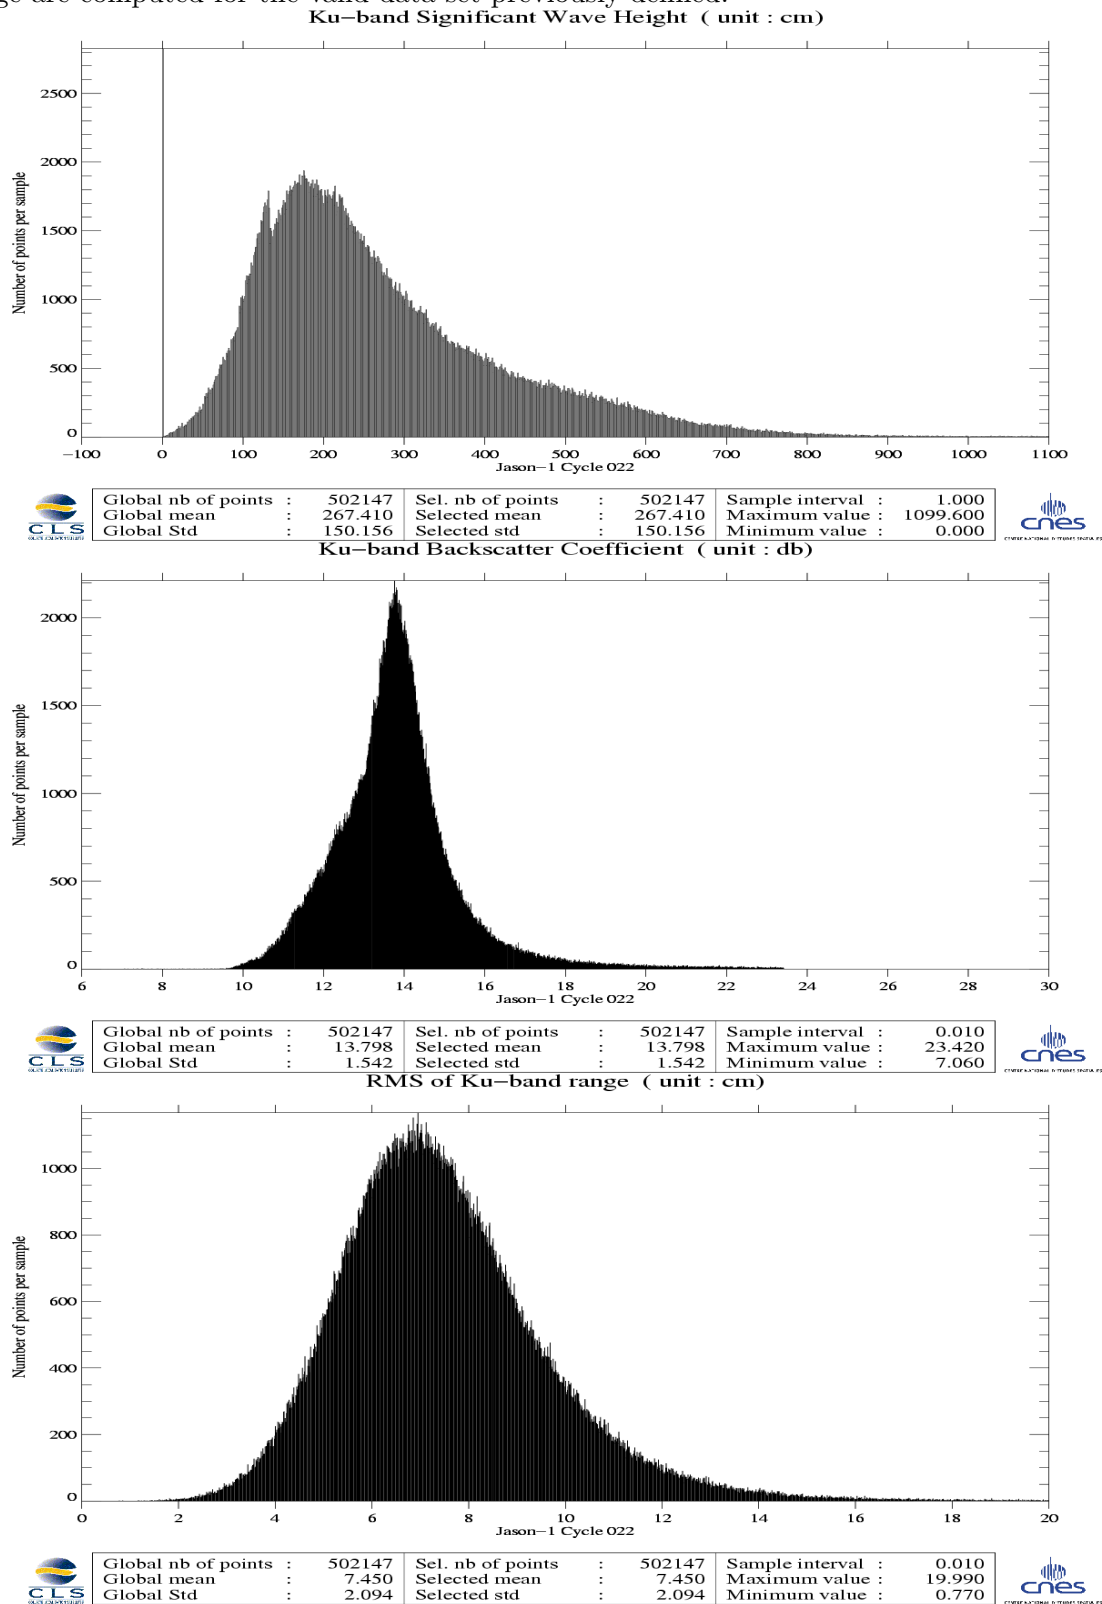 ge are computed for the valid data set previously defined.
Ku−band Significant Wave Height ( unit : cm)
Number of points per sample
2500
2000
1500
1000
500
0
−100 0 100 200 300 400 500 600 700 800 900 1000 1100
Jason−1 Cycle 022
CLS
Global nb of points : 502147 Sel. nb of points : 502147 Sample interval : 1.000
Global mean : 267.410 Selected mean : 267.410 Maximum value : 1099.600
Global Std : 150.156 Selected std : 150.156 Minimum value : 0.000
cnes
Ku−band Backscatter Coefficient ( unit : db)
Number of points per sample
2000
1500
1000
500
0
6 8 10 12 14 16 18 20 22 24 26 28 30
Jason−1 Cycle 022
CLS
Global nb of points : 502147 Sel. nb of points : 502147 Sample interval : 0.010
Global mean : 13.798 Selected mean : 13.798 Maximum value : 23.420
Global Std : 1.542 Selected std : 1.542 Minimum value : 7.060
cnes
RMS of Ku−band range ( unit : cm)
Number of points per sample
1000
800
600
400
200
0
0 2 4 6 8 10 12 14 16 18 20
Jason−1 Cycle 022
CLS
Global nb of points : 502147 Sel. nb of points : 502147 Sample interval : 0.010
Global mean : 7.450 Selected mean : 7.450 Maximum value : 19.990
Global Std : 2.094 Selected std : 2.094 Minimum value : 0.770
cnes